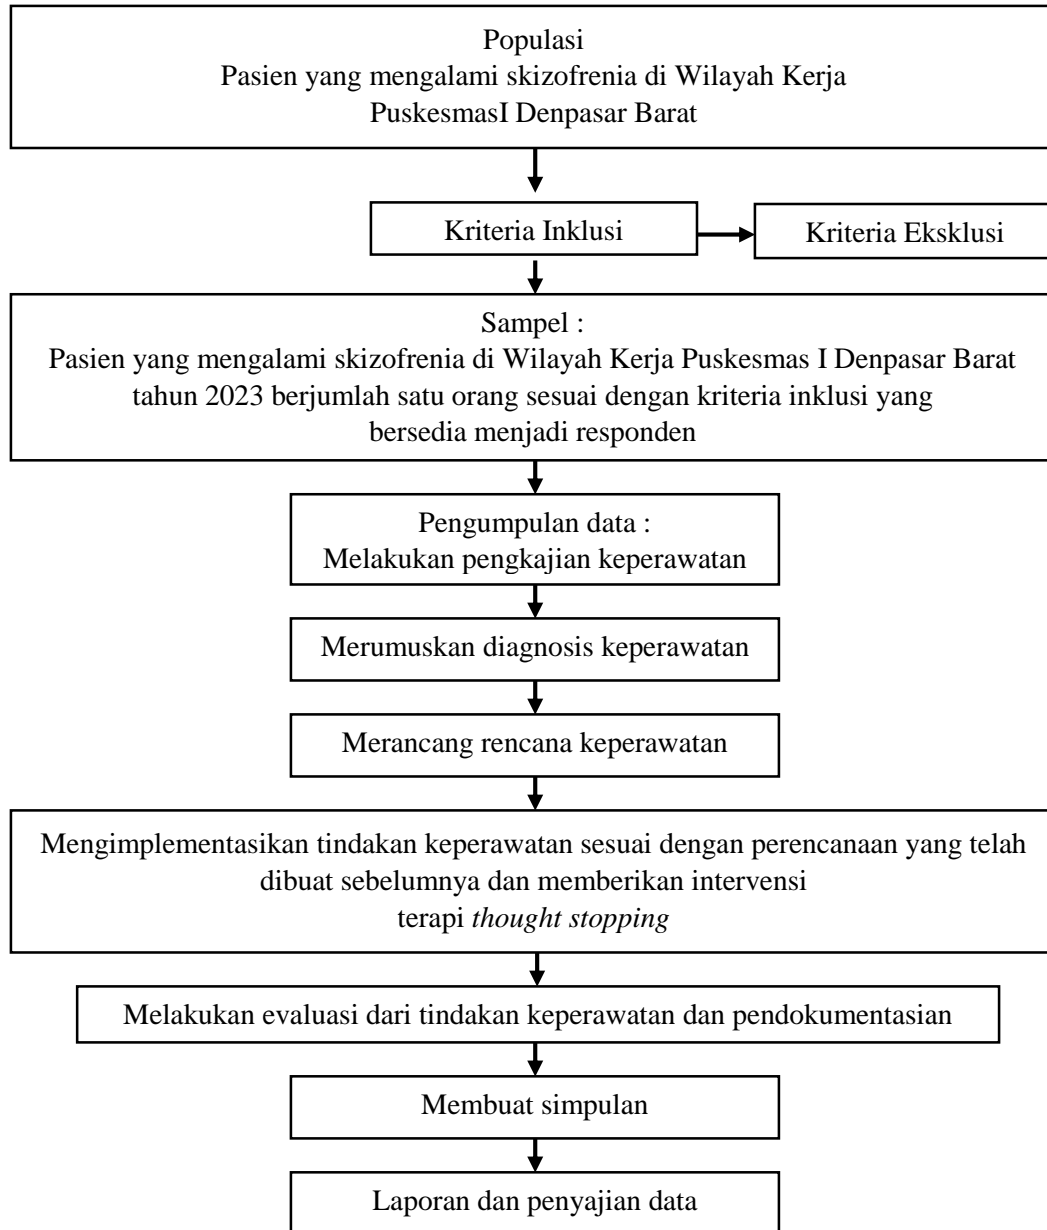 Populasi
Pasien yang mengalami skizofrenia di Wilayah Kerja
PuskesmasI Denpasar Barat
Kriteria Inklusi
Kriteria Eksklusi
Sampel :
Pasien yang mengalami skizofrenia di Wilayah Kerja Puskesmas I Denpasar Barat
tahun 2023 berjumlah satu orang sesuai dengan kriteria inklusi yang
bersedia menjadi responden
Pengumpulan data :
Melakukan pengkajian keperawatan
Merumuskan diagnosis keperawatan
Merancang rencana keperawatan
Mengimplementasikan tindakan keperawatan sesuai dengan perencanaan yang telah
dibuat sebelumnya dan memberikan intervensi
terapi thought stopping
Melakukan evaluasi dari tindakan keperawatan dan pendokumentasian
Membuat simpulan
Laporan dan penyajian data